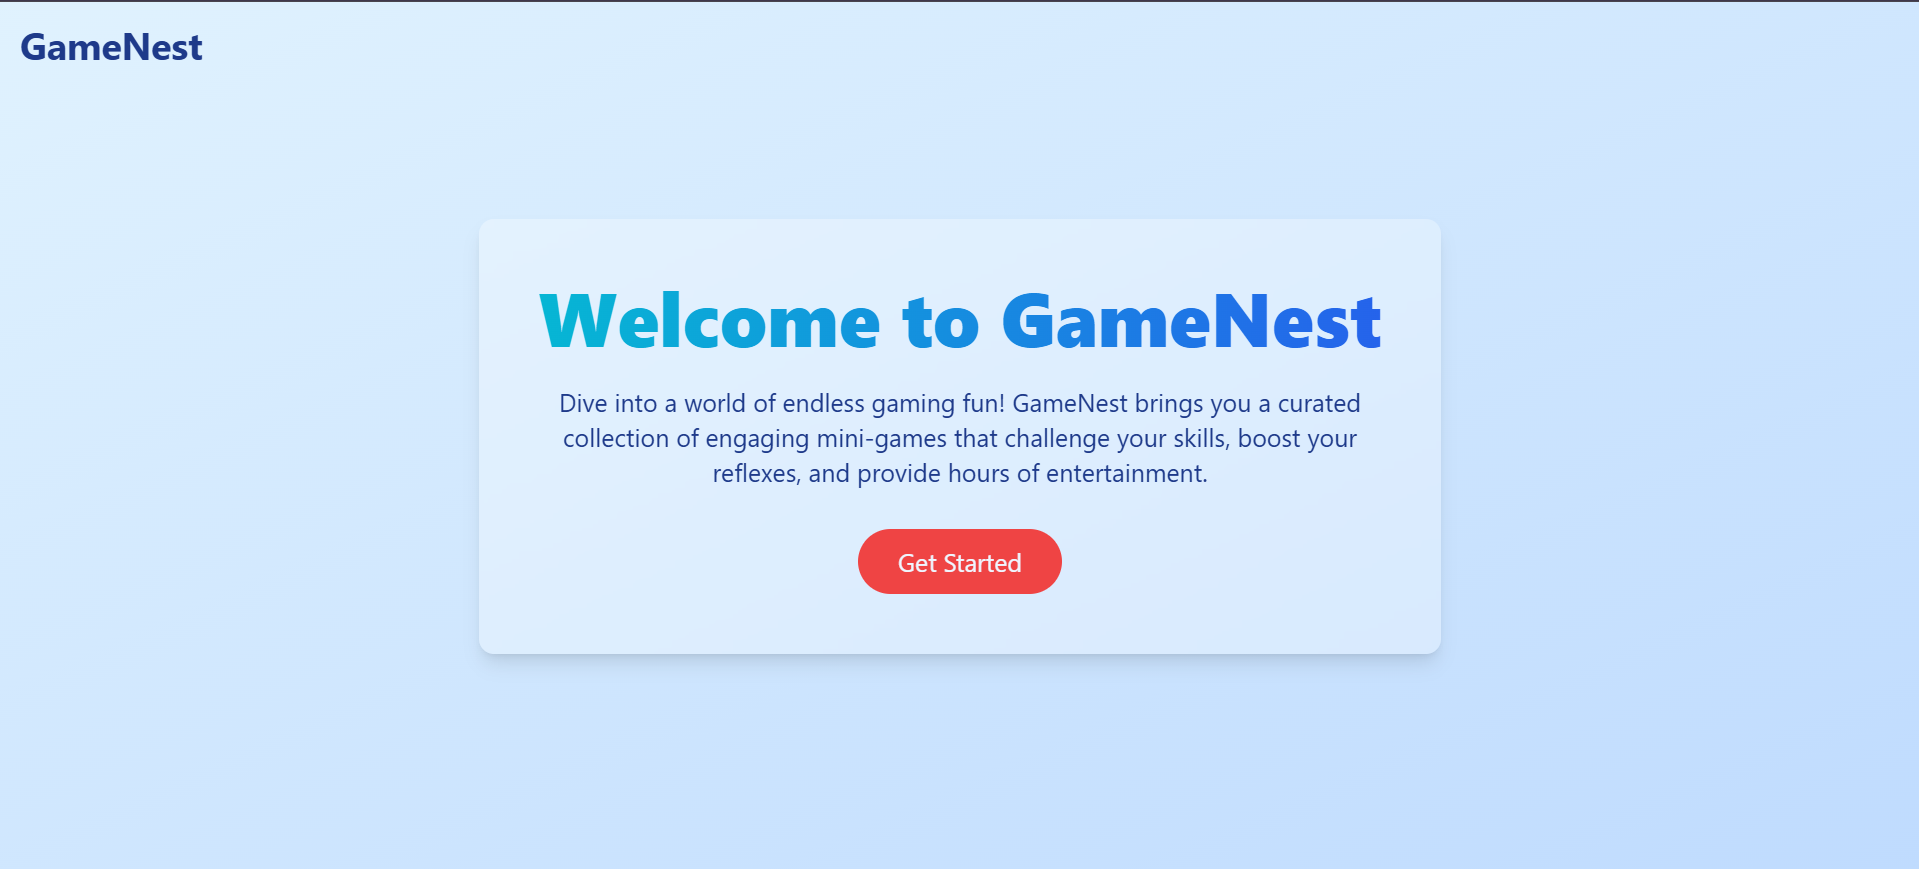 GameNest
Welcome to GameNest
Dive into a world of endless gaming fun! GameNest brings you a curated
collection of engaging mini-games that challenge your skills, boost your
reflexes, and provide hours of entertainment.
Get Started